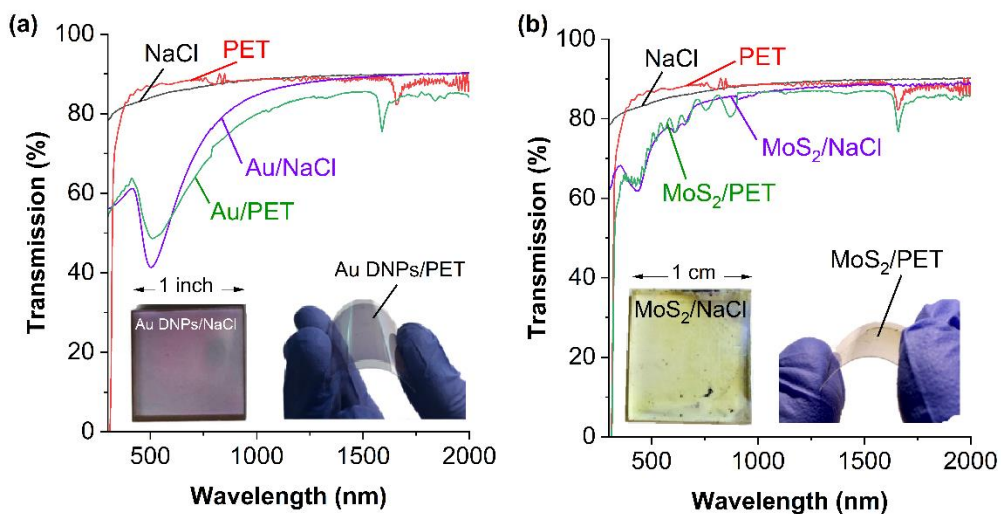 (a)
100
80
60
40
20
0
Transmission (%)
NaCl
PET
Au/NaCl
Au/PET
1 inch
Au DNPs/NaCl
Au DNPs/PET
500
1000
1500
2000
Wavelength (nm)
(b)
100
80
60
40
20
0
Transmission (%)
NaCl
PET
MoS₂/NaCl
MoS₂/PET
1 cm
MoS₂/NaCl
MoS₂/PET
500
1000
1500
2000
Wavelength (nm)